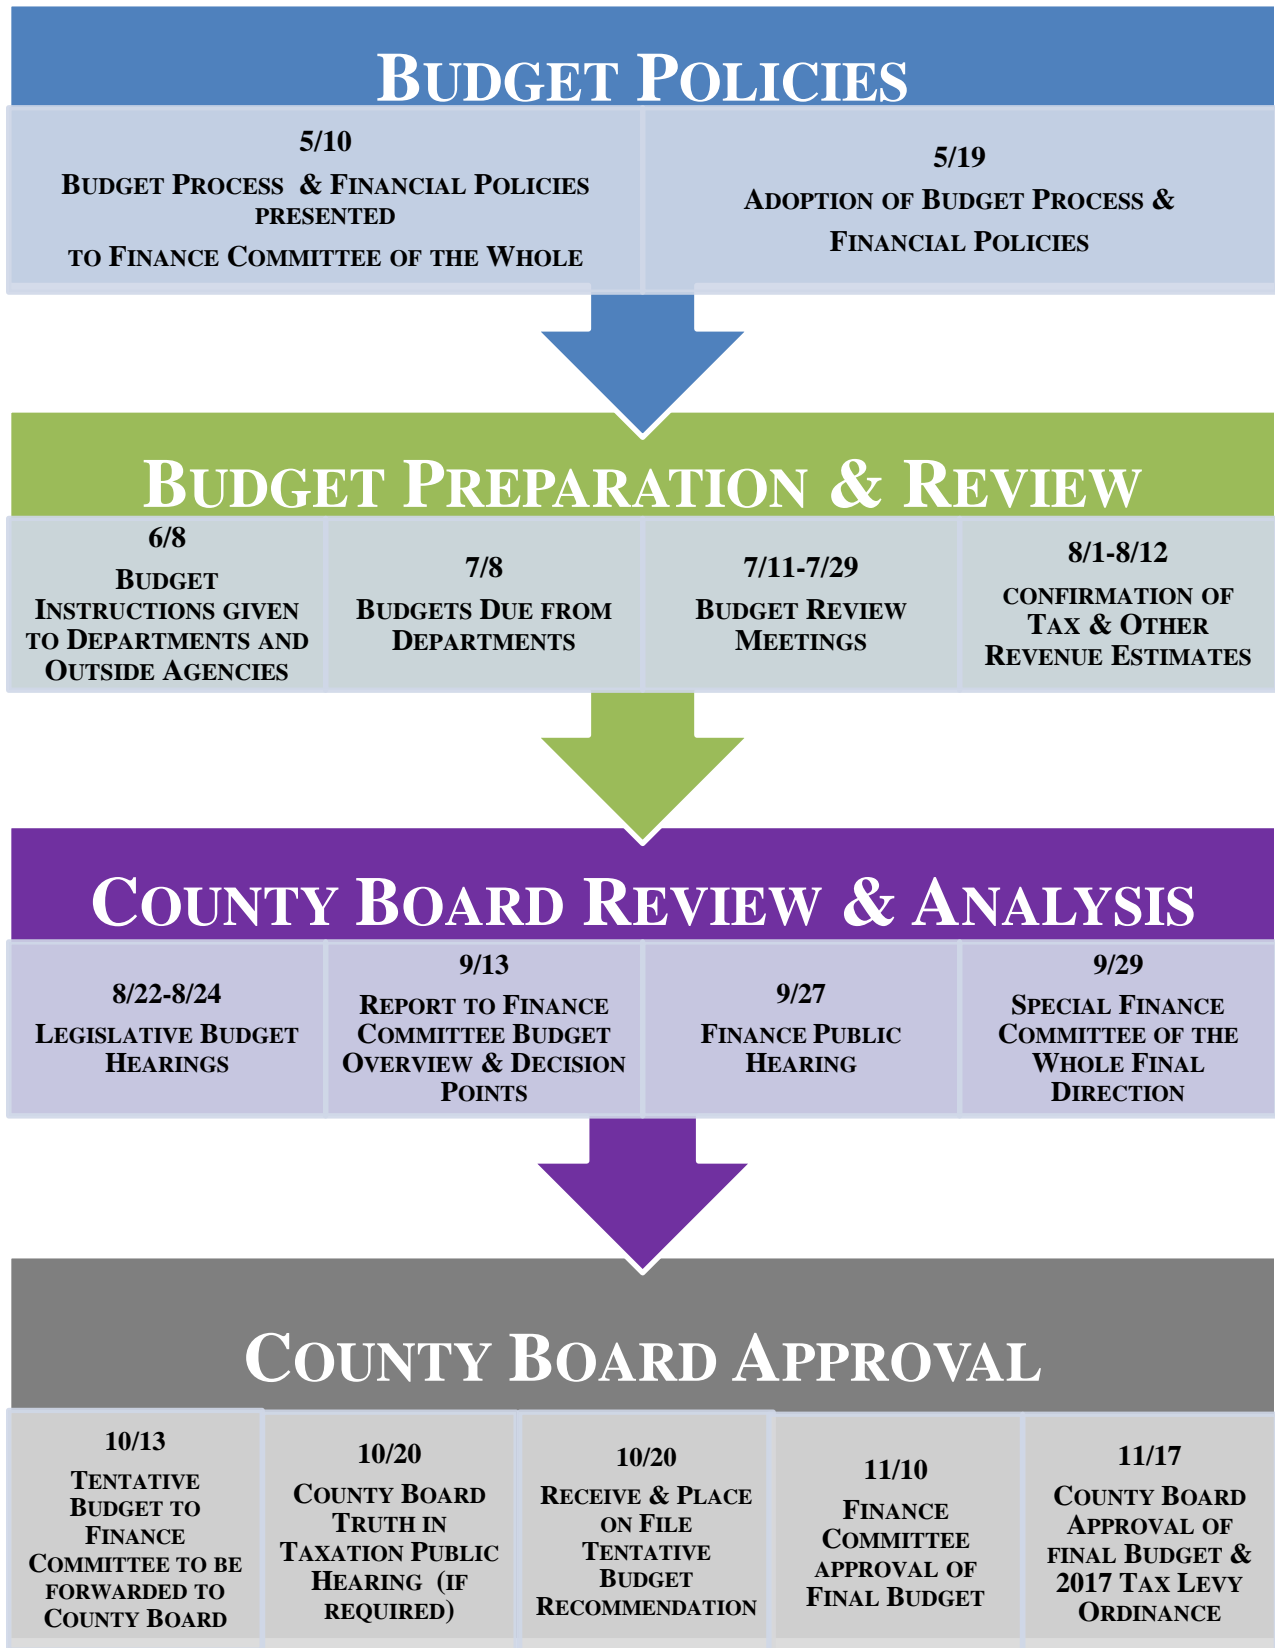 BUDGET POLICIES
5/10
BUDGET PROCESS & FINANCIAL POLICIES
PRESENTED
TO FINANCE COMMITTEE OF THE WHOLE
5/19
ADOPTION OF BUDGET PROCESS &
FINANCIAL POLICIES
BUDGET PREPARATION & REVIEW
6/8
BUDGET
INSTRUCTIONS GIVEN
TO DEPARTMENTS AND
OUTSIDE AGENCIES
7/8
BUDGETS DUE FROM
DEPARTMENTS
7/11-7/29
BUDGET REVIEW
MEETINGS
8/1-8/12
CONFIRMATION OF
TAX & OTHER
REVENUE ESTIMATES
COUNTY BOARD REVIEW & ANALYSIS
8/22-8/24
LEGISLATIVE BUDGET
HEARINGS
9/13
REPORT TO FINANCE
COMMITTEE BUDGET
OVERVIEW & DECISION
POINTS
9/27
FINANCE PUBLIC
HEARING
9/29
SPECIAL FINANCE
COMMITTEE OF THE
WHOLE FINAL
DIRECTION
COUNTY BOARD APPROVAL
10/13
TENTATIVE
BUDGET TO
FINANCE
COMMITTEE TO BE
FORWARDED TO
COUNTY BOARD
10/20
COUNTY BOARD
TRUTH IN
TAXATION PUBLIC
HEARING (IF
REQUIRED)
10/20
RECEIVE & PLACE
ON FILE
TENTATIVE
BUDGET
RECOMMENDATION
11/10
FINANCE
COMMITTEE
APPROVAL OF
FINAL BUDGET
11/17
COUNTY BOARD
APPROVAL OF
FINAL BUDGET &
2017 TAX LEVY
ORDINANCE